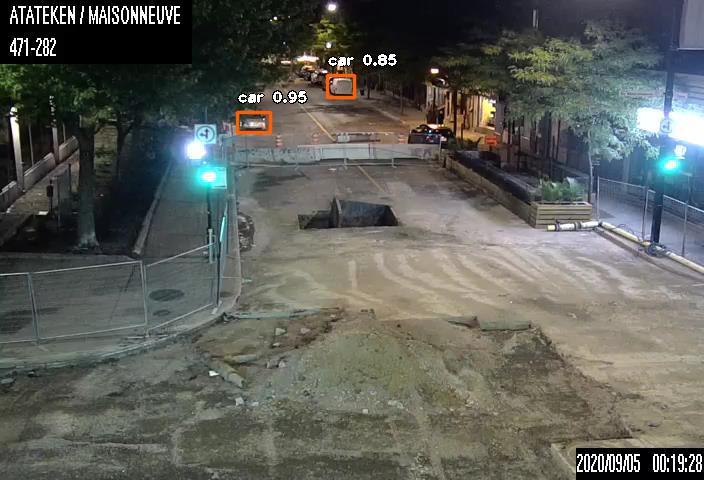 ATATEKEN / MAISONNEUVE
471-282
car 0.85
car 0.95
2020/09/05 00:19:28